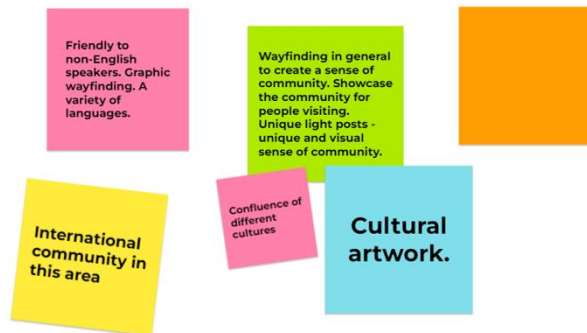 Friendly to
non-English
speakers. Graphic
wayfinding. A
variety of
languages.
Wayfinding in general
to create a sense of
community. Showcase
the community for
people visiting.
Unique light posts -
unique and visual
sense of community.
International
community in
this area
Confluence of
different
cultures
Cultural
artwork.